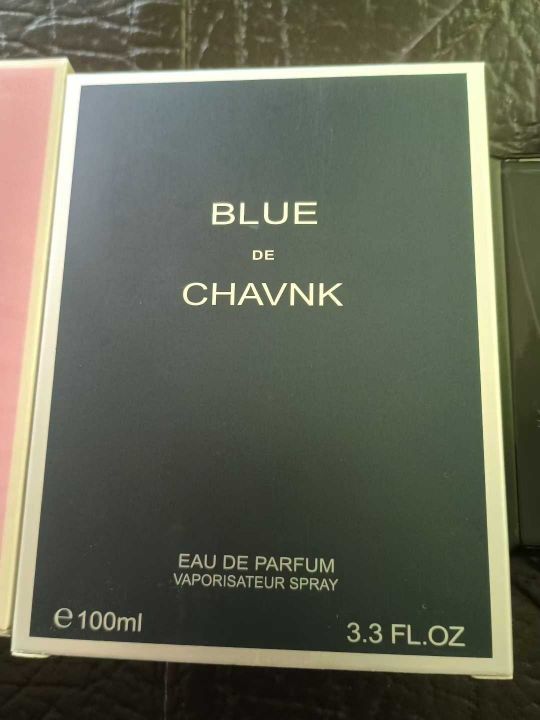 BLUE
DE
CHAVNK
EAU DE PARFUM
VAPORISATEUR SPRAY
e 100ml
3.3 FL.OZ